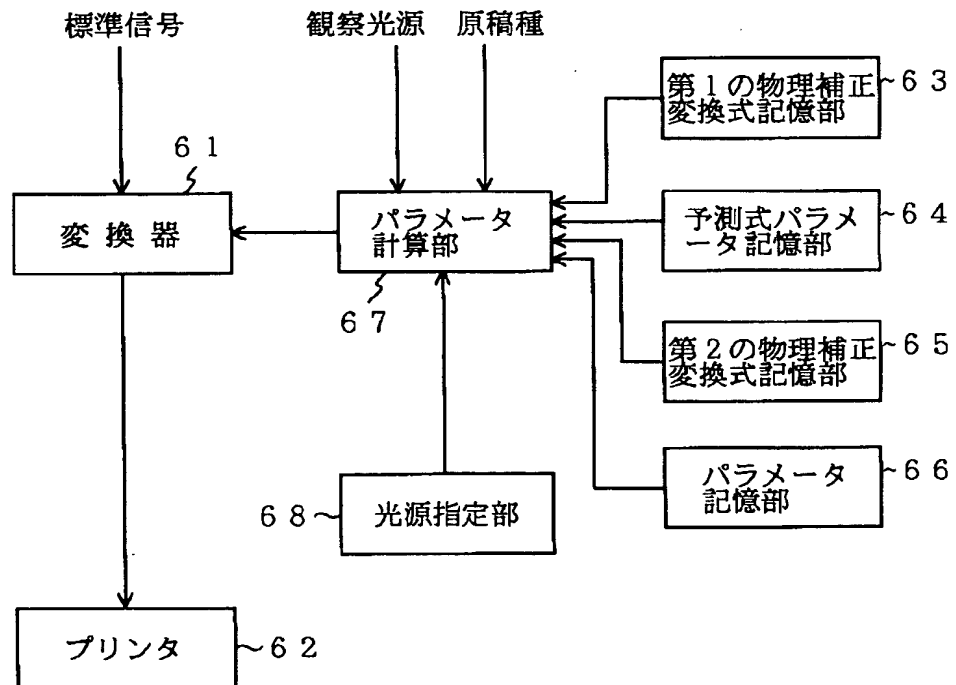 標準信号
観察光源 原稿種
第1の物理補正
変換式記憶部
63
61
変換器
パラメータ
計算部
67
予測式パラメ
ータ記憶部
64
第2の物理補正
変換式記憶部
65
パラメータ
記憶部
66
68
光源指定部
プリンタ
62